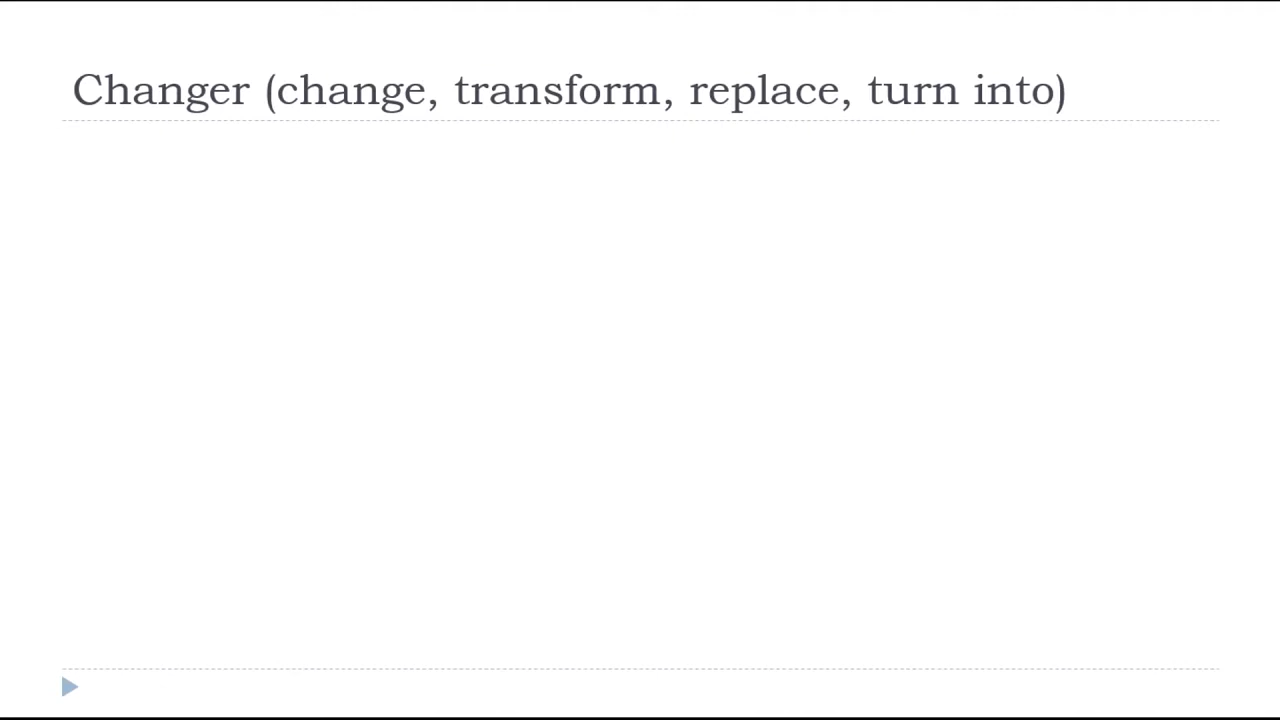 Changer (change, transform, replace, turn into)